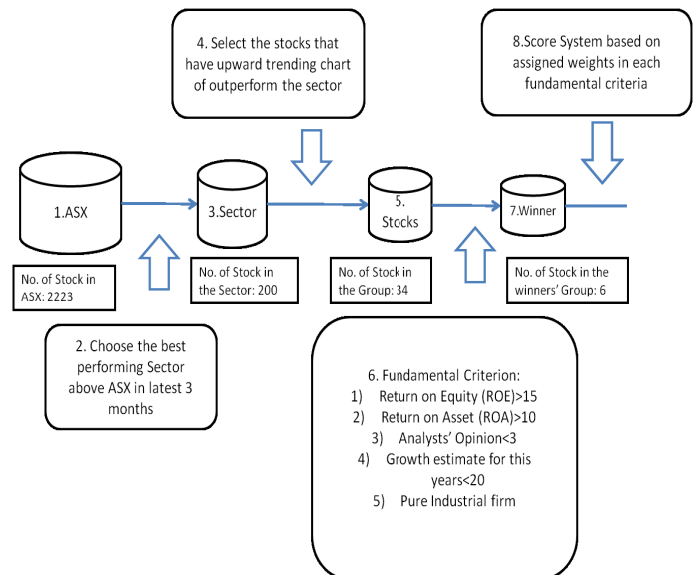 4. Select the stocks that
have upward trending chart
of outperform the sector
8.Score System based on
assigned weights in each
fundamental criteria
1.ASX
3.Sector
5.
Stocks
7.Winner
No. of Stock in
ASX: 2223
No. of Stock in
the Sector: 200
No. of Stock in
the Group: 34
No. of Stock in the
winners' Group: 6
2. Choose the best
performing Sector
above ASX in latest 3
months
6. Fundamental Criterion:
1) Return on Equity (ROE)>15
2) Return on Asset (ROA)>10
3) Analysts' Opinion<3
4) Growth estimate for this
years<20
5) Pure Industrial firm